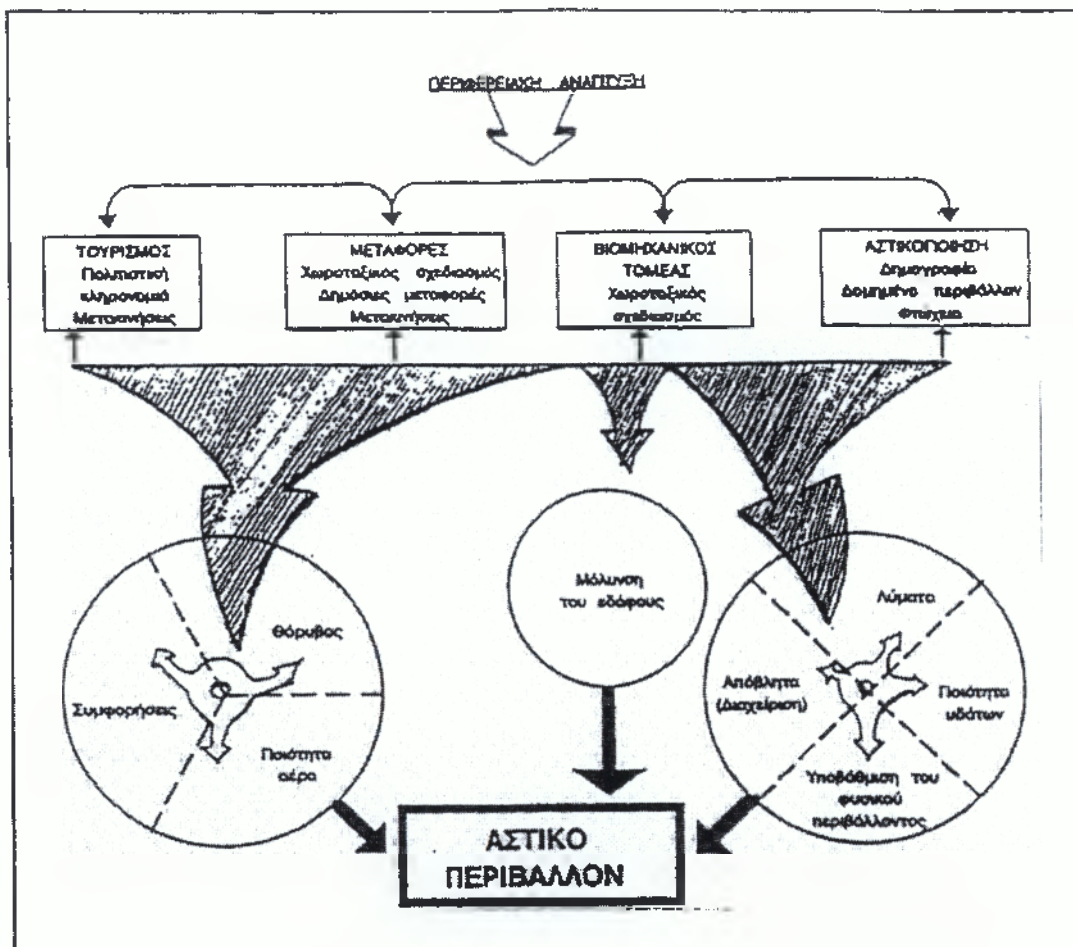 ΠΕΡΙΦΕΡΕΙΑΚΗ ΑΝΑΠΤΥΞΗ
ΤΟΥΡΙΣΜΟΣ
Πολιτιστική
κληρονομιά
Μετακινήσεις
ΜΕΤΑΦΟΡΕΣ
Χωροταξικός σχεδιασμός
Δημόσιες μεταφορές
Μετακινήσεις
ΒΙΟΜΗΧΑΝΙΚΟΣ
ΤΟΜΕΑΣ
Χωροταξικός
σχεδιασμός
ΑΣΤΙΚΟΠΟΙΗΣΗ
Δημογραφία
Δομημένο περιβάλλον
Φτώχεια
Θόρυβος
Συμφορήσεις
Ποιότητα
αέρα
Μόλυνση
του εδάφους
Λύματα
Απόβλητα
(Διαχείριση)
Ποιότητα
υδάτων
Υποβάθμιση του
φυσικού
περιβάλλοντος
ΑΣΤΙΚΟ
ΠΕΡΙΒΑΛΛΟΝ